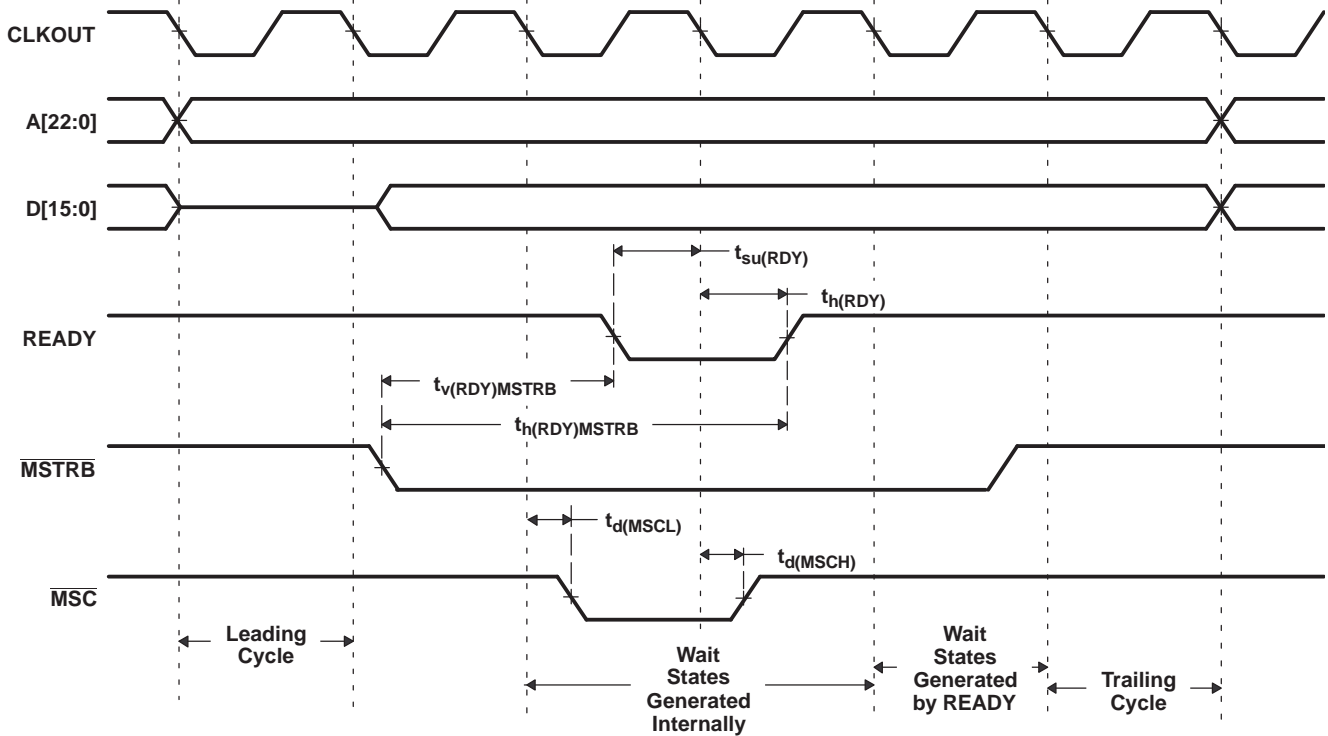 CLKOUT
A[22:0]
D[15:0]
tsu(RDY)
th(RDY)
READY
tv(RDY)MSTRB
th(RDY)MSTRB
MSTRB
td(MSCL)
td(MSCH)
MSC
Leading
Cycle
Wait
States
Generated
Internally
Wait
States
Generated
by READY
Trailing
Cycle